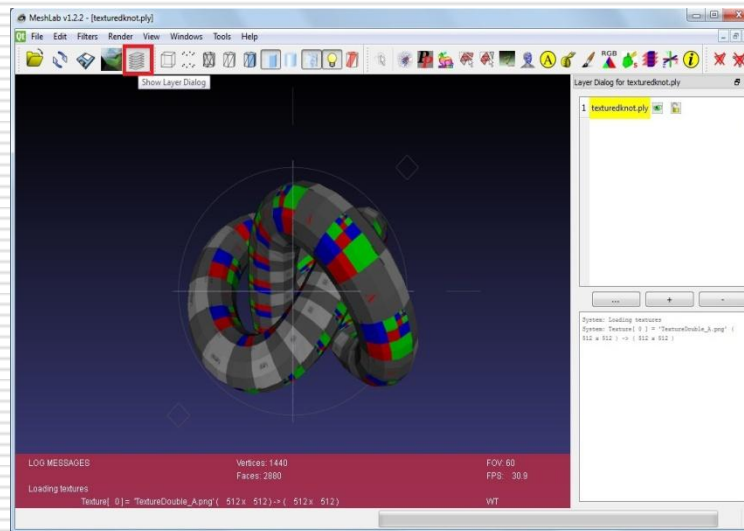 MeshLab v1.2.2 - [texturedknot.ply]
File Edit Filters Render View Windows Tools Help
Show Layer Dialog
Layer Dialog for texturedknot.ply
1 texturedknot.ply
... + -
System: Loading textures
System: Texture[ 0 ] = 'TextureDouble_A.png' (
512 x 512 ) -> ( 512 x 512 )
LOG MESSAGES
Loading textures
Texture[ 0]= 'TextureDouble_A.png'( 512 x 512)->( 512 x 512)
Vertices: 1440
Faces: 2880
FOV: 60
FPS: 30.9
WT